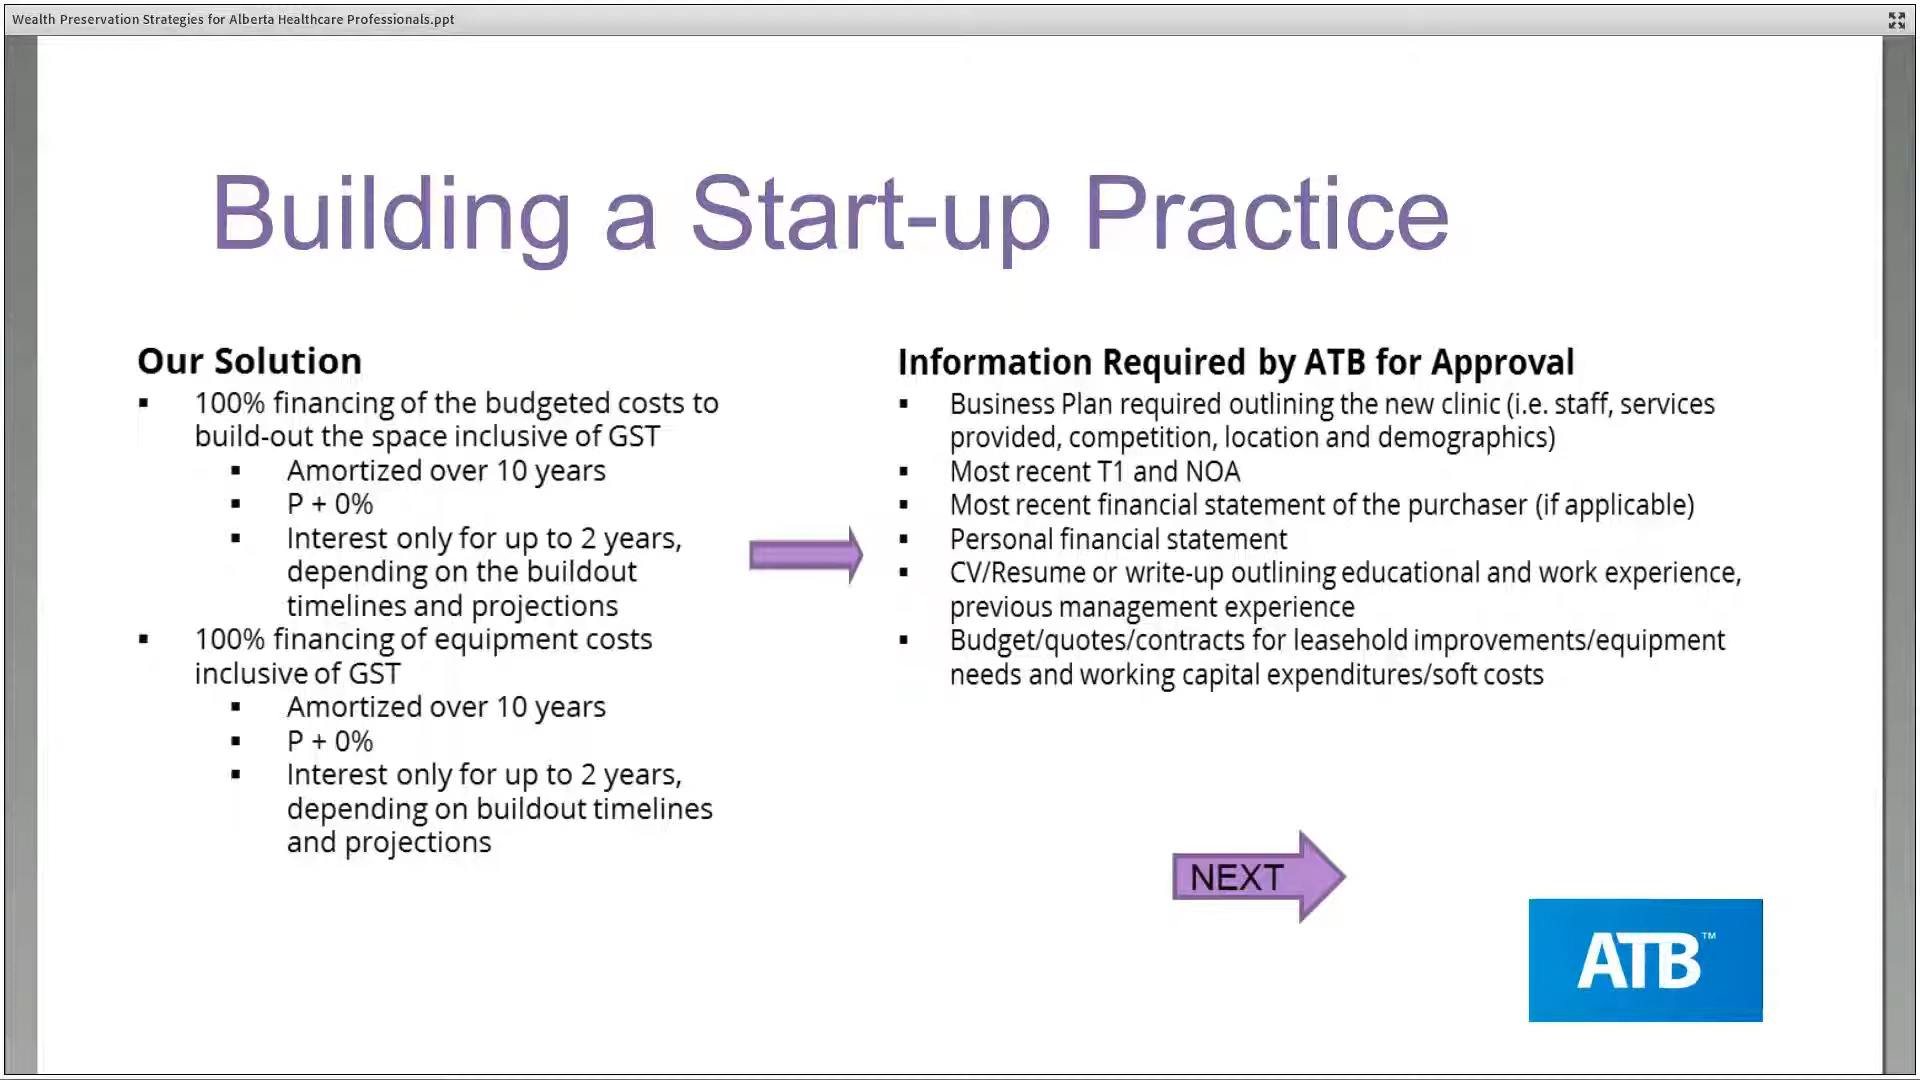 Wealth Preservation Strategies for Alberta Healthcare Professionals.ppt
Building a Start-up Practice
Our Solution
▪ 100% financing of the budgeted costs to
build-out the space inclusive of GST
▪ Amortized over 10 years
▪ P + 0%
▪ Interest only for up to 2 years,
depending on the buildout
timelines and projections
▪ 100% financing of equipment costs
inclusive of GST
▪ Amortized over 10 years
▪ P + 0%
▪ Interest only for up to 2 years,
depending on buildout timelines
and projections
Information Required by ATB for Approval
▪ Business Plan required outlining the new clinic (i.e. staff, services
provided, competition, location and demographics)
▪ Most recent T1 and NOA
▪ Most recent financial statement of the purchaser (if applicable)
▪ Personal financial statement
▪ CV/Resume or write-up outlining educational and work experience,
previous management experience
▪ Budget/quotes/contracts for leasehold improvements/equipment
needs and working capital expenditures/soft costs
NEXT
ATB™